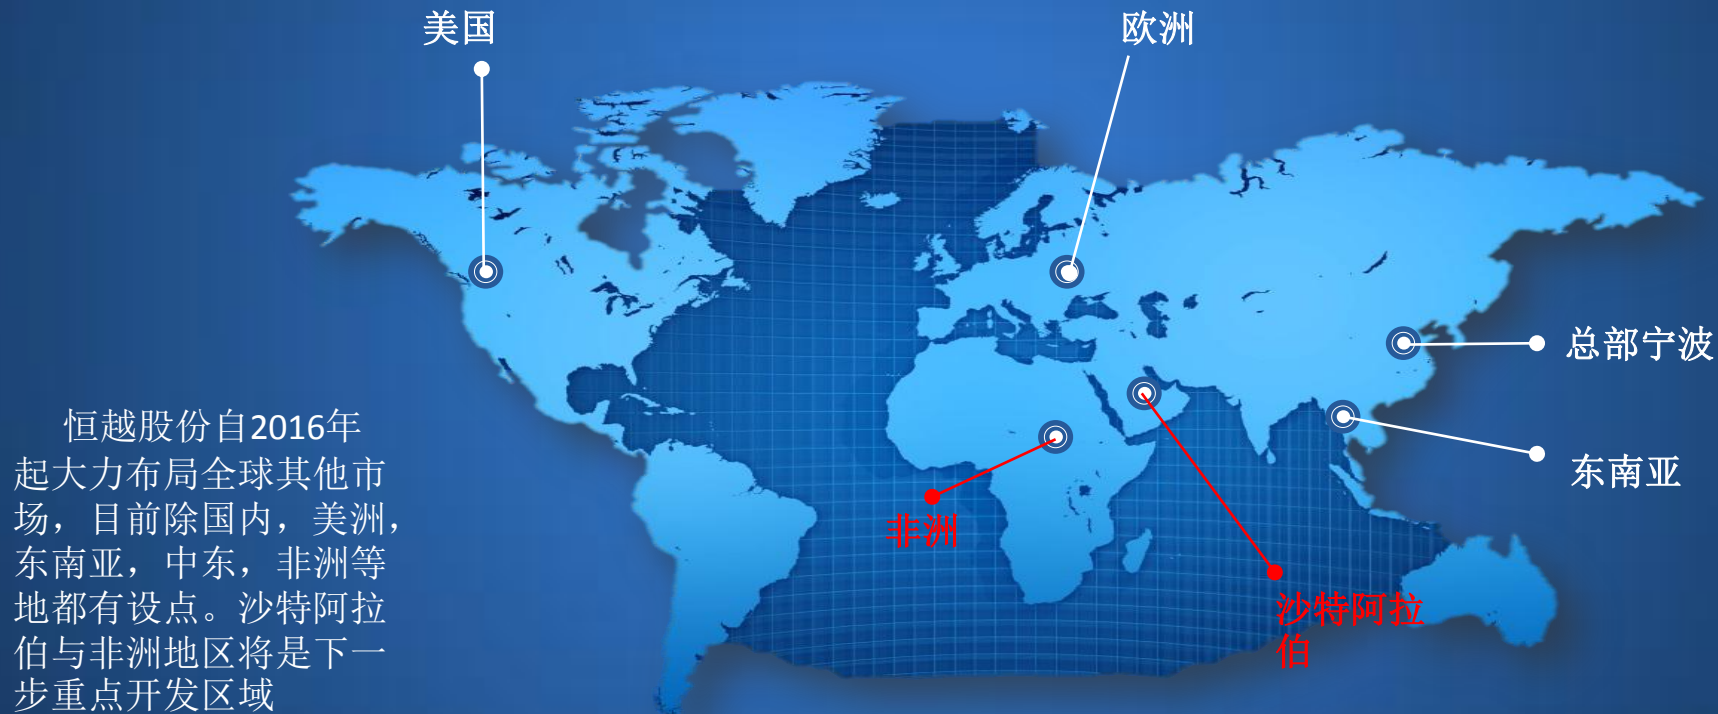 美国
欧洲
总部宁波
东南亚
非洲
沙特阿拉
伯
恒越股份自2016年
起大力布局全球其他市
场，目前除国内，美洲，
东南亚，中东，非洲等
地都有设点。沙特阿拉
伯与非洲地区将是下一
步重点开发区域